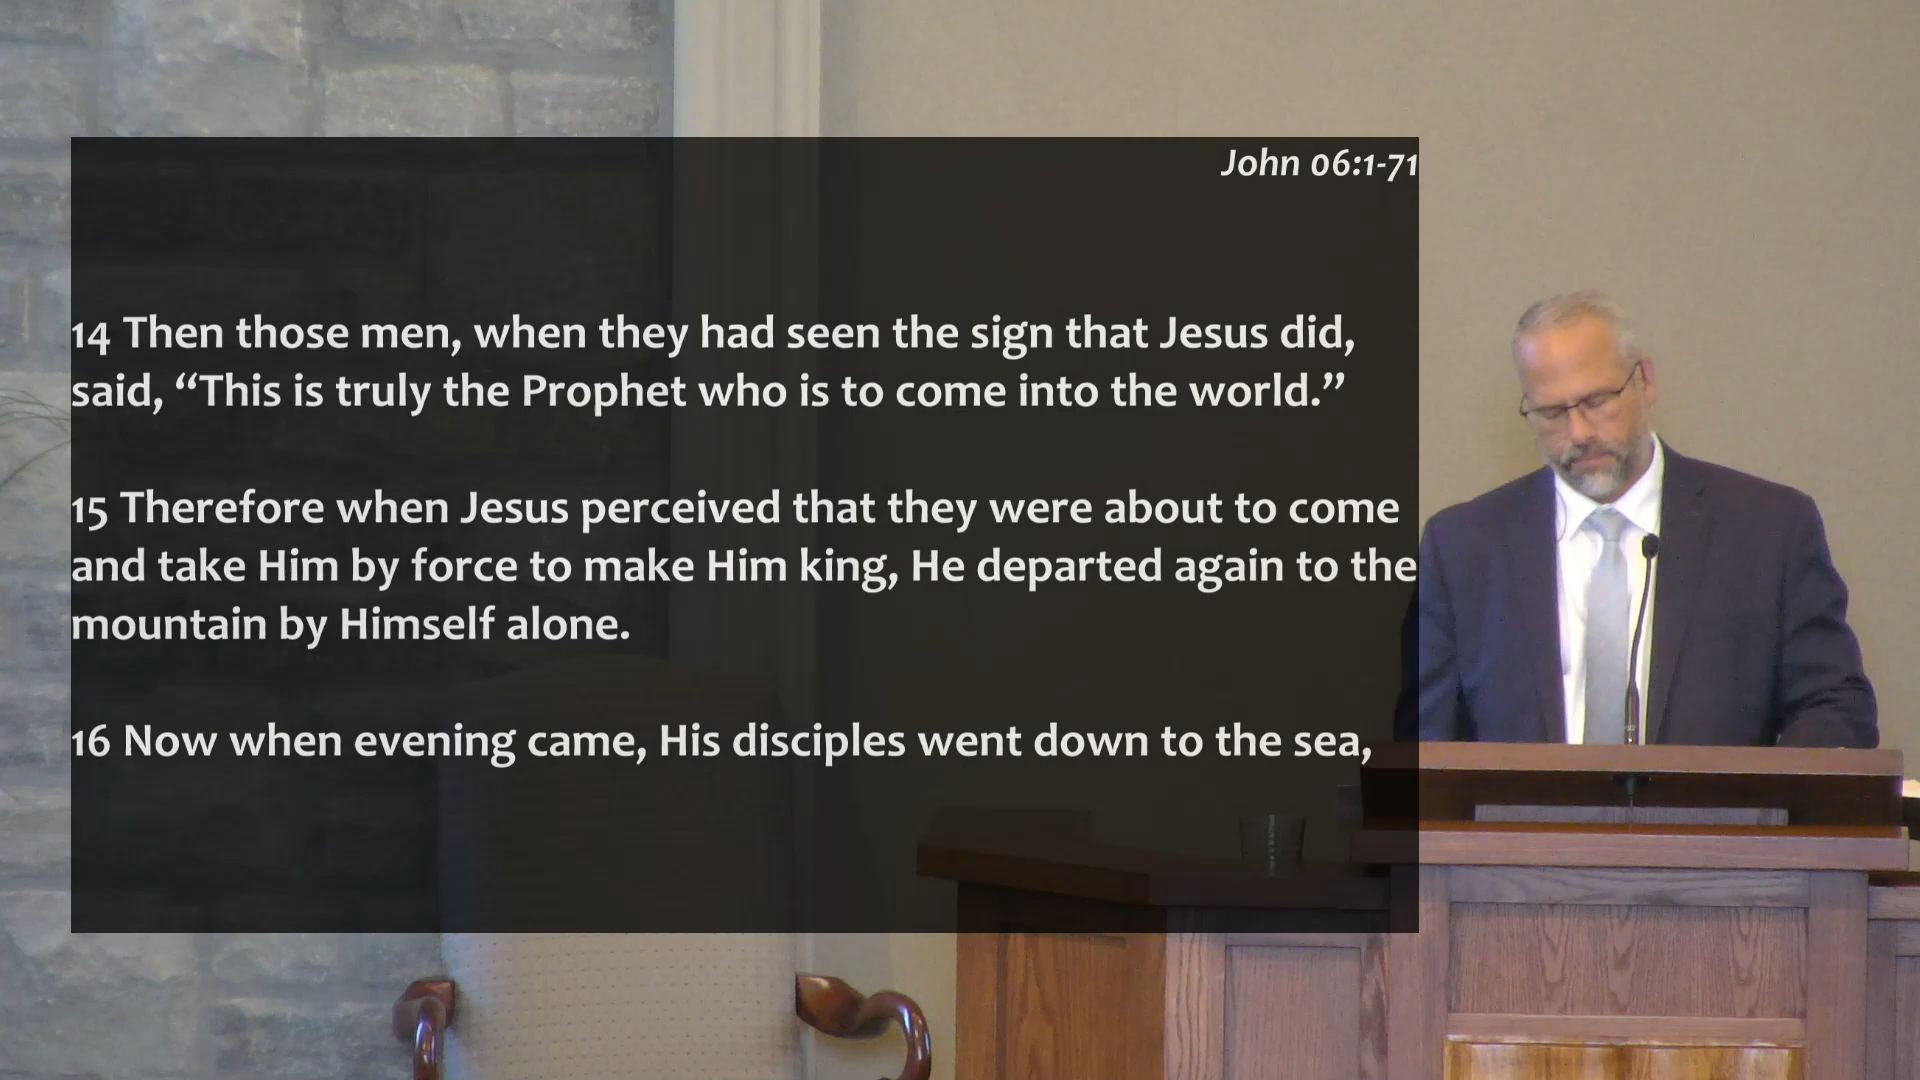 John 06:1-71
14 Then those men, when they had seen the sign that Jesus did,
said, “This is truly the Prophet who is to come into the world.”
15 Therefore when Jesus perceived that they were about to come
and take Him by force to make Him king, He departed again to the
mountain by Himself alone.
16 Now when evening came, His disciples went down to the sea,